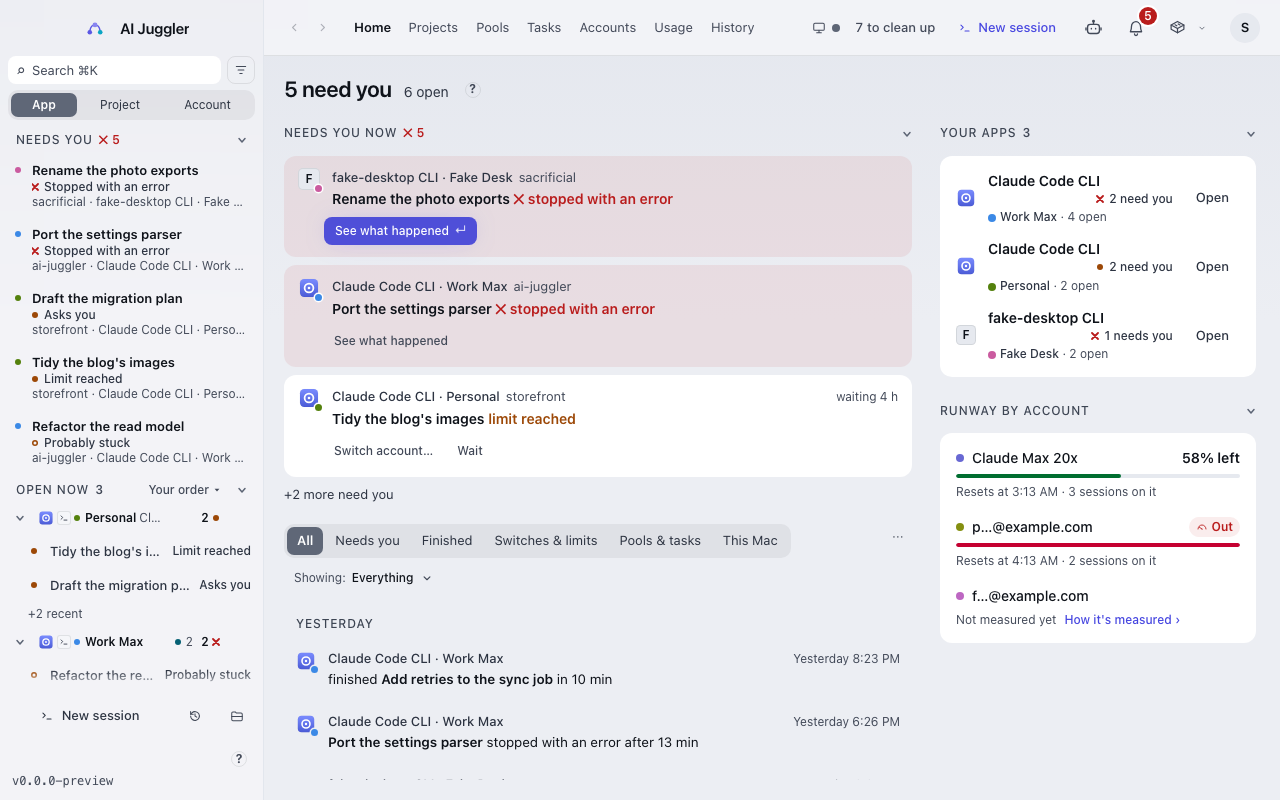 AI Juggler
Search ⌘K
App Project Account
NEEDS YOU 5
Rename the photo exports
Stopped with an error
sacrificial · fake-desktop CLI · Fake ...
Port the settings parser
Stopped with an error
ai-juggler · Claude Code CLI · Work ...
Draft the migration plan
Asks you
storefront · Claude Code CLI · Perso...
Tidy the blog's images
Limit reached
storefront · Claude Code CLI · Perso...
Refactor the read model
Probably stuck
ai-juggler · Claude Code CLI · Work ...
OPEN NOW 3 Your order
Personal Cl... 2
Tidy the blog's i... Limit reached
Draft the migration p... Asks you
+2 recent
Work Max 2 2
Refactor the re... Probably stuck
New session
?
v0.0.0-preview
Home Projects Pools Tasks Accounts Usage History 7 to clean up New session 5 S
5 need you 6 open ?
NEEDS YOU NOW 5
F fake-desktop CLI · Fake Desk sacrificial
Rename the photo exports stopped with an error
See what happened
Claude Code CLI · Work Max ai-juggler
Port the settings parser stopped with an error
See what happened
Claude Code CLI · Personal storefront waiting 4 h
Tidy the blog's images limit reached
Switch account... Wait
+2 more need you
All Needs you Finished Switches & limits Pools & tasks This Mac ...
Showing: Everything
YESTERDAY
Claude Code CLI · Work Max Yesterday 8:23 PM
finished Add retries to the sync job in 10 min
Claude Code CLI · Work Max Yesterday 6:26 PM
Port the settings parser stopped with an error after 13 min
YOUR APPS 3
Claude Code CLI
2 need you Open
Work Max · 4 open
Claude Code CLI
2 need you Open
Personal · 2 open
fake-desktop CLI
F 1 needs you Open
Fake Desk · 2 open
RUNWAY BY ACCOUNT
Claude Max 20x 58% left
Resets at 3:13 AM · 3 sessions on it
p...@example.com Out
Resets at 4:13 AM · 2 sessions on it
f...@example.com
Not measured yet How it's measured ›